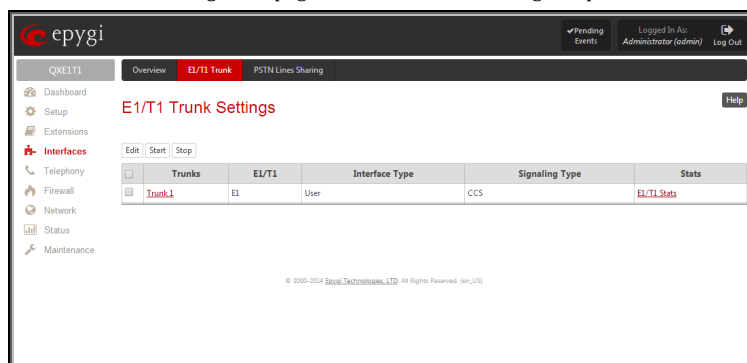 epygi
Pending Events
Logged In As: Administrator (admin)
Log Out
QXE1T1
Overview
E1/T1 Trunk
PSTN Lines Sharing
Dashboard
Setup
Extensions
Interfaces
Telephony
Firewall
Network
Status
Maintenance
E1/T1 Trunk Settings
Help
Edit Start Stop
Trunks E1/T1 Interface Type Signaling Type Stats
Trunk 1 E1 User CCS E1/T1 Stats
© 2000-2014 Epygi Technologies, LTD. All Rights Reserved. (en_US)